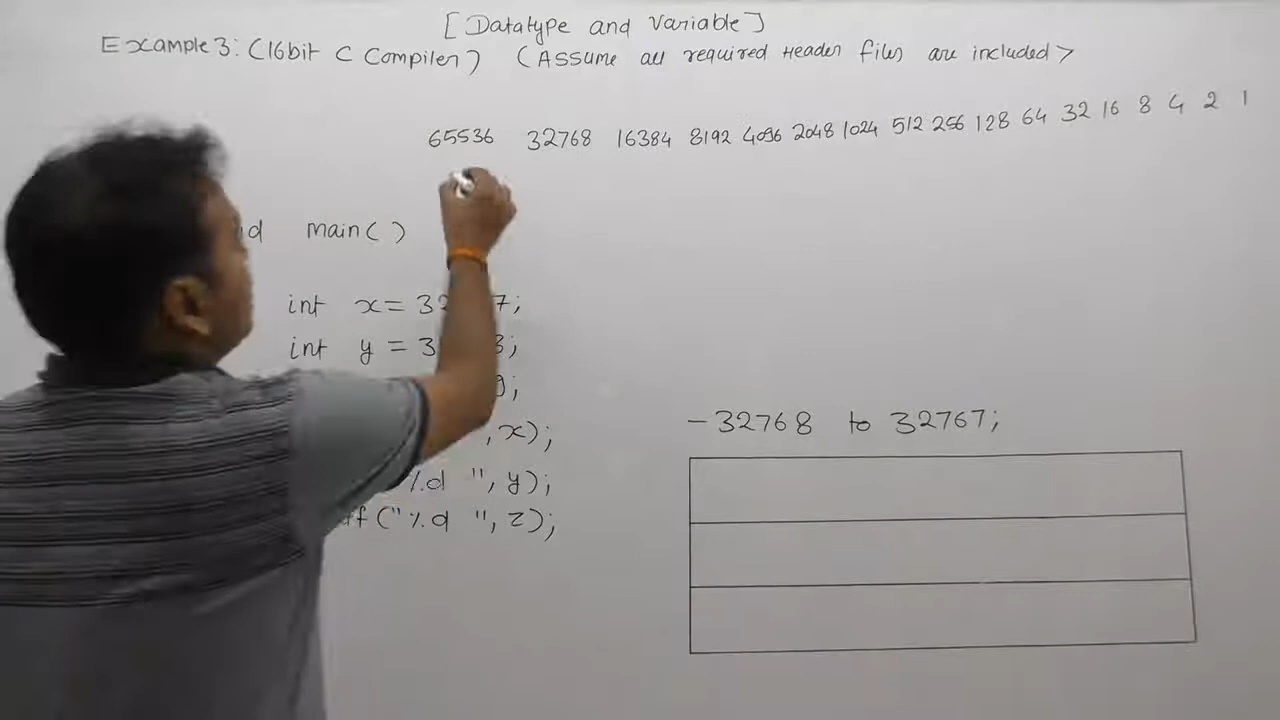 [Datatype and Variable]
Example 3: (16bit C Compiler) (Assume all required Header files are included>
65536 32768 16384 8192 4096 2048 1024 512 256 128 64 32 16 8 4 2 1
main()
int x = 3 7;
int y = 3 3;
;
, x);
%d ", y);
f("%d ", z);
-32768 to 32767;